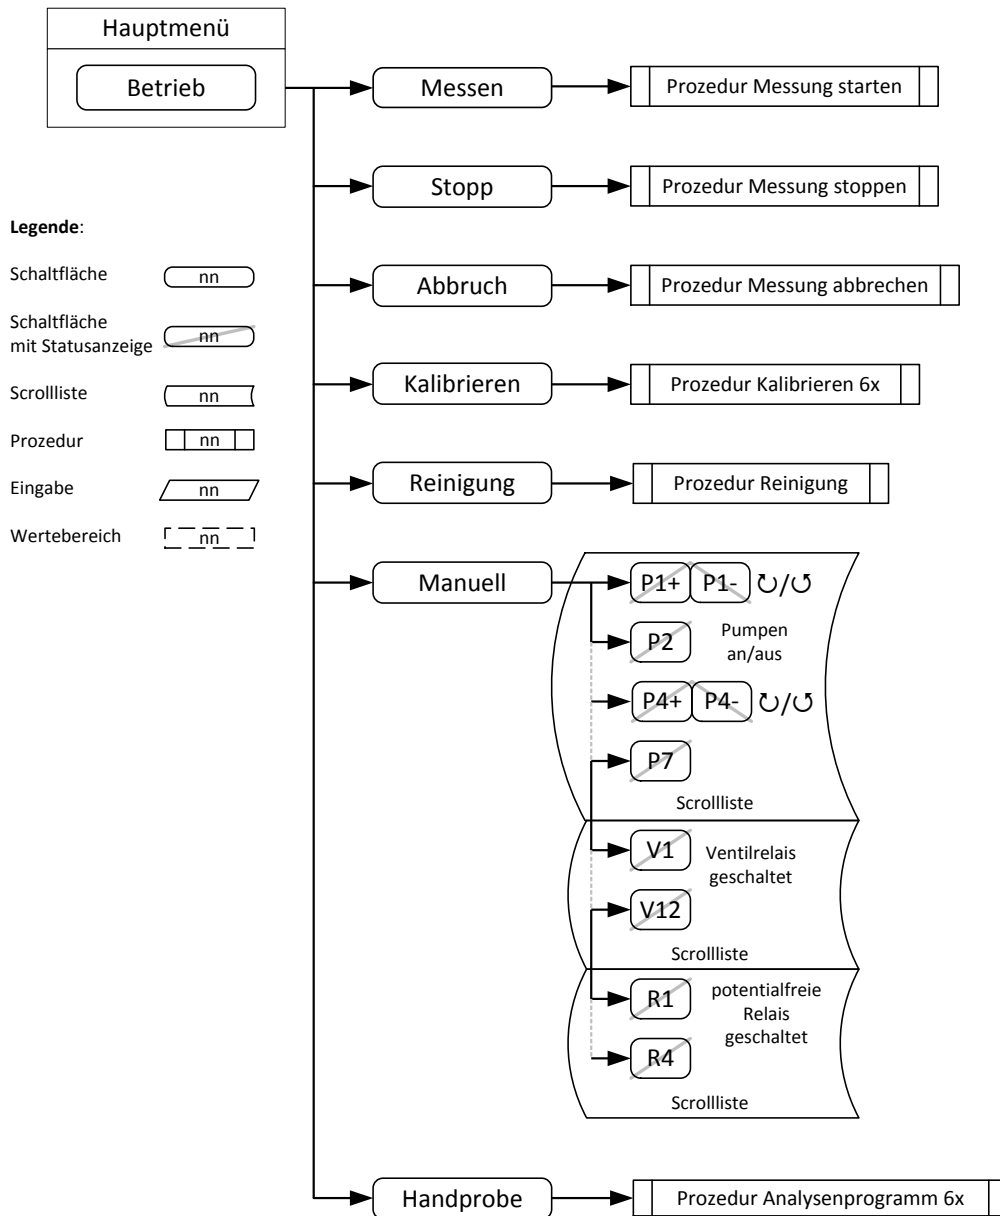 Hauptmenü
Betrieb
Messen
Prozedur Messung starten
Stopp
Prozedur Messung stoppen
Legende:
Schaltfläche
nn
Schaltfläche
mit Statusanzeige
nn
Scrollliste
nn
Prozedur
nn
Eingabe
nn
Wertebereich
nn
Abbruch
Prozedur Messung abbrechen
Kalibrieren
Prozedur Kalibrieren 6x
Reinigung
Prozedur Reinigung
Manuell
P1+ P1- ↻/↺
P2
Pumpen
an/aus
P4+ P4- ↻/↺
P7
Scrollliste
V1
Ventilrelais
geschaltet
V12
Scrollliste
R1
potentialfreie
Relais
geschaltet
R4
Scrollliste
Handprobe
Prozedur Analysenprogramm 6x